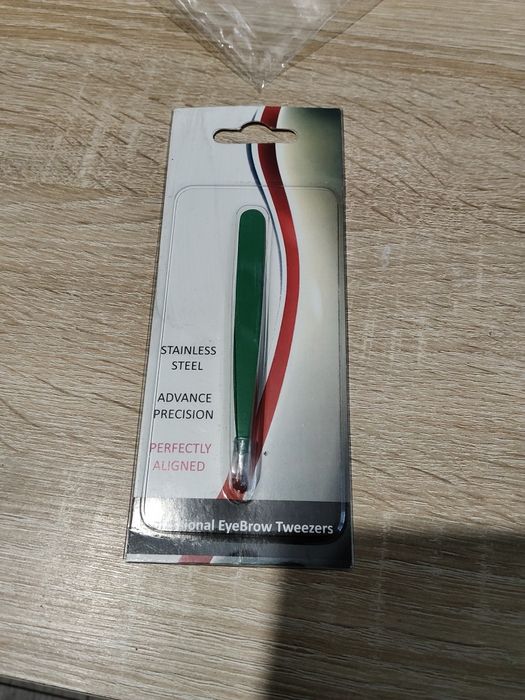 STAINLESS
STEEL
ADVANCE
PRECISION
PERFECTLY
ALIGNED
EyeBrow Tweezers